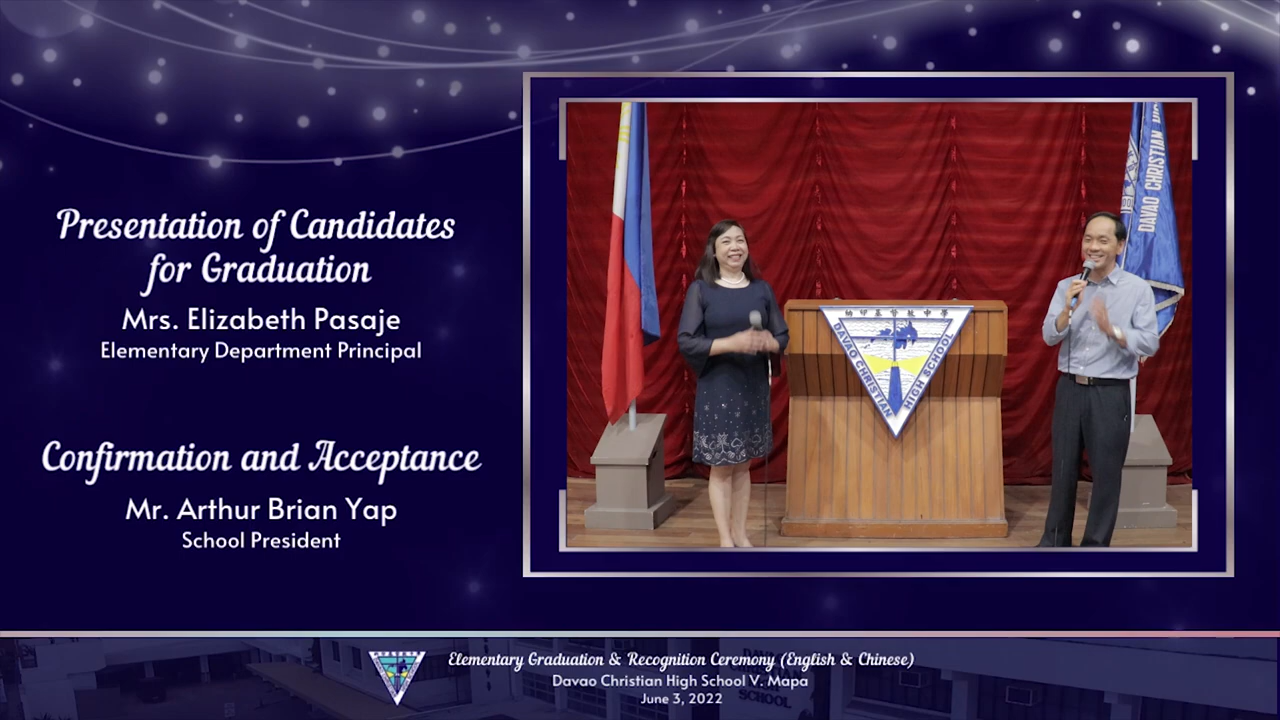 Presentation of Candidates
for Graduation
Mrs. Elizabeth Pasaje
Elementary Department Principal
Confirmation and Acceptance
Mr. Arthur Brian Yap
School President
DAVAO CHRISTIAN
DAVAO CHRISTIAN HIGH SCHOOL
Elementary Graduation & Recognition Ceremony (English & Chinese)
Davao Christian High School V. Mapa
June 3, 2022